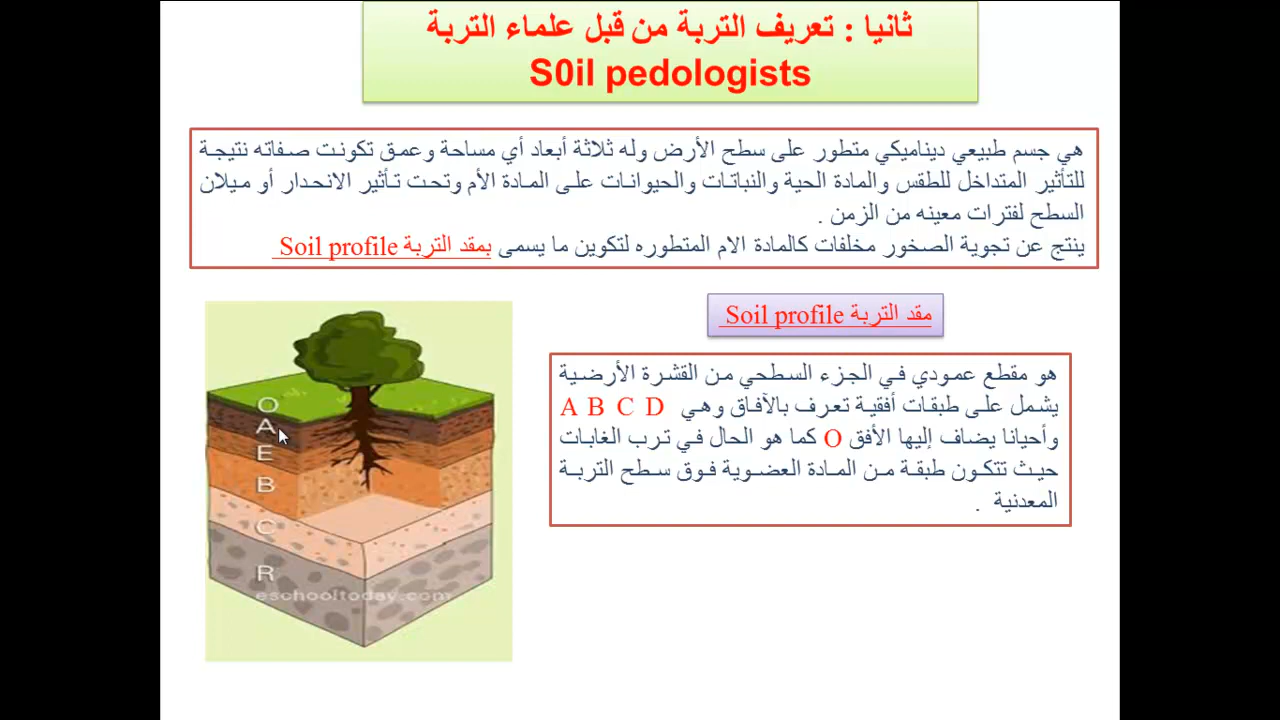 ثانيا : تعريف التربة من قبل علماء التربة
S0il pedologists
هي جسم طبيعي ديناميكي متطور على سطح الأرض وله ثلاثة أبعاد أي مساحة وعمق تكونت صفاته نتيجة
للتأثير المتداخل للطقس والمادة الحية والنباتات والحيوانات على المادة الأم وتحت تأثير الانحدار أو ميلان
السطح لفترات معينه من الزمن .
ينتج عن تجوية الصخور مخلفات كالمادة الام المتطوره لتكوين ما يسمى بمقد التربة Soil profile
مقد التربة Soil profile
هو مقطع عمودي في الجزء السطحي من القشرة الأرضية
يشمل على طبقات أفقية تعرف بالآفاق وهي A B C D
وأحيانا يضاف إليها الأفق O كما هو الحال في ترب الغابات
حيث تتكون طبقة من المادة العضوية فوق سطح التربة
المعدنية .
O
A
E
B
C
R
eschooltoday.com